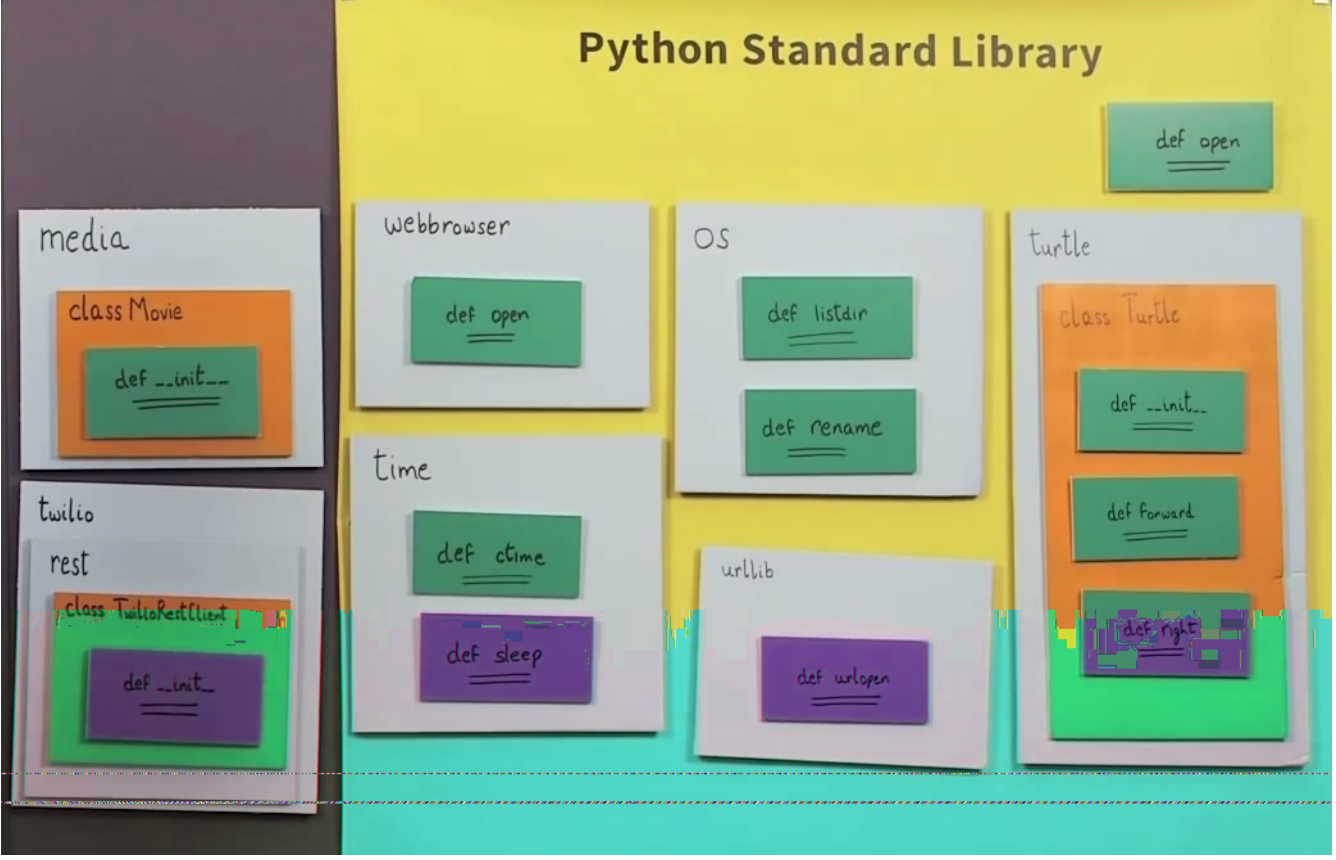 Python Standard Library
def open
media
class Movie
def __init__
twilio
rest
class TwilioRestClient
def __init__
webbrowser
def open
time
def ctime
def sleep
os
def listdir
def rename
urllib
def urlopen
turtle
class Turtle
def __init__
def forward
def right